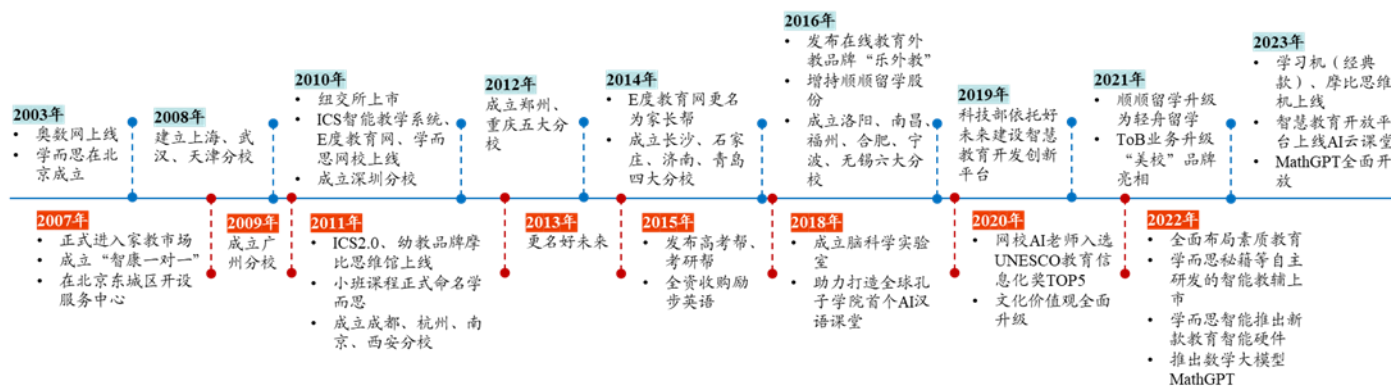 2003年
• 奥数网上线
• 学而思在北
京成立
2007年
• 正式进入家教市场
• 成立“智康一对一”
• 在北京东城区开设
服务中心
2008年
建立上海、武
汉、天津分校
2009年
成立广
州分校
2010年
• 纽交所上市
• ICS智能教学系统、
E度教育网、学而
思网校上线
• 成立深圳分校
2011年
• ICS2.0、幼教品牌摩
比思维馆上线
• 小班课程正式命名学
而思
• 成立成都、杭州、南
京、西安分校
2012年
成立郑州、
重庆五大分
校
2013年
更名好未来
2014年
• E度教育网更名
为家长帮
• 成立长沙、石家
庄、济南、青岛
四大分校
2015年
• 发布高考帮、
考研帮
• 全资收购励
步英语
2016年
• 发布在线教育外
教品牌“乐外教”
• 增持顺顺留学股
份
• 成立洛阳、南昌、
福州、合肥、宁
波、无锡六大分
校
2018年
• 成立脑科学实验
室
• 助力打造全球孔
子学院首个AI汉
语课堂
2019年
科技部依托好
未来建设智慧
教育开发创新
平台
2020年
• 网校AI老师入选
UNESCO教育信
息化奖TOP5
• 文化价值观全面
升级
2021年
• 顺顺留学升级
为轻舟留学
• ToB业务升级
“美校”品牌
亮相
2022年
• 全面布局素质教育
• 学而思秘籍等自主
研发的智能教辅上
市
• 学而思智能推出新
款教育智能硬件
• 推出数学大模型
MathGPT
2023年
• 学习机（经典
款）、摩比思维
机上线
• 智慧教育开放平
台上线AI云课堂
• MathGPT全面开
放